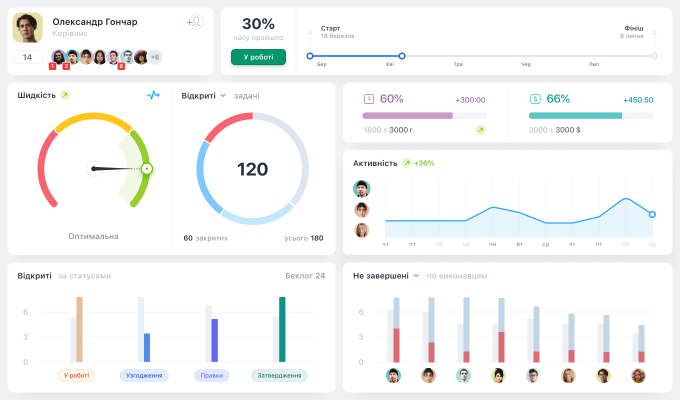 Олександр Гончар
Керівник
14
1
2
8
+6
30%
часу пройшло
У роботі
Старт
18 березня
Фініш
8 липня
Бер
Кві
Тра
Чер
Лип
Швидкість
Оптимальна
Відкриті задачі
120
60 закритих
усього 180
60%
+300:00
1800 з 3000 г.
66%
+450.50
2000 з 3000 $
Активність +36%
чт пт сб нд пн вт ср чт пт сб нд
Відкриті за статусами
Беклог 24
6
3
0
У роботі
Узгодження
Правки
Затвердження
Не завершені по виконавцям
6
3
0